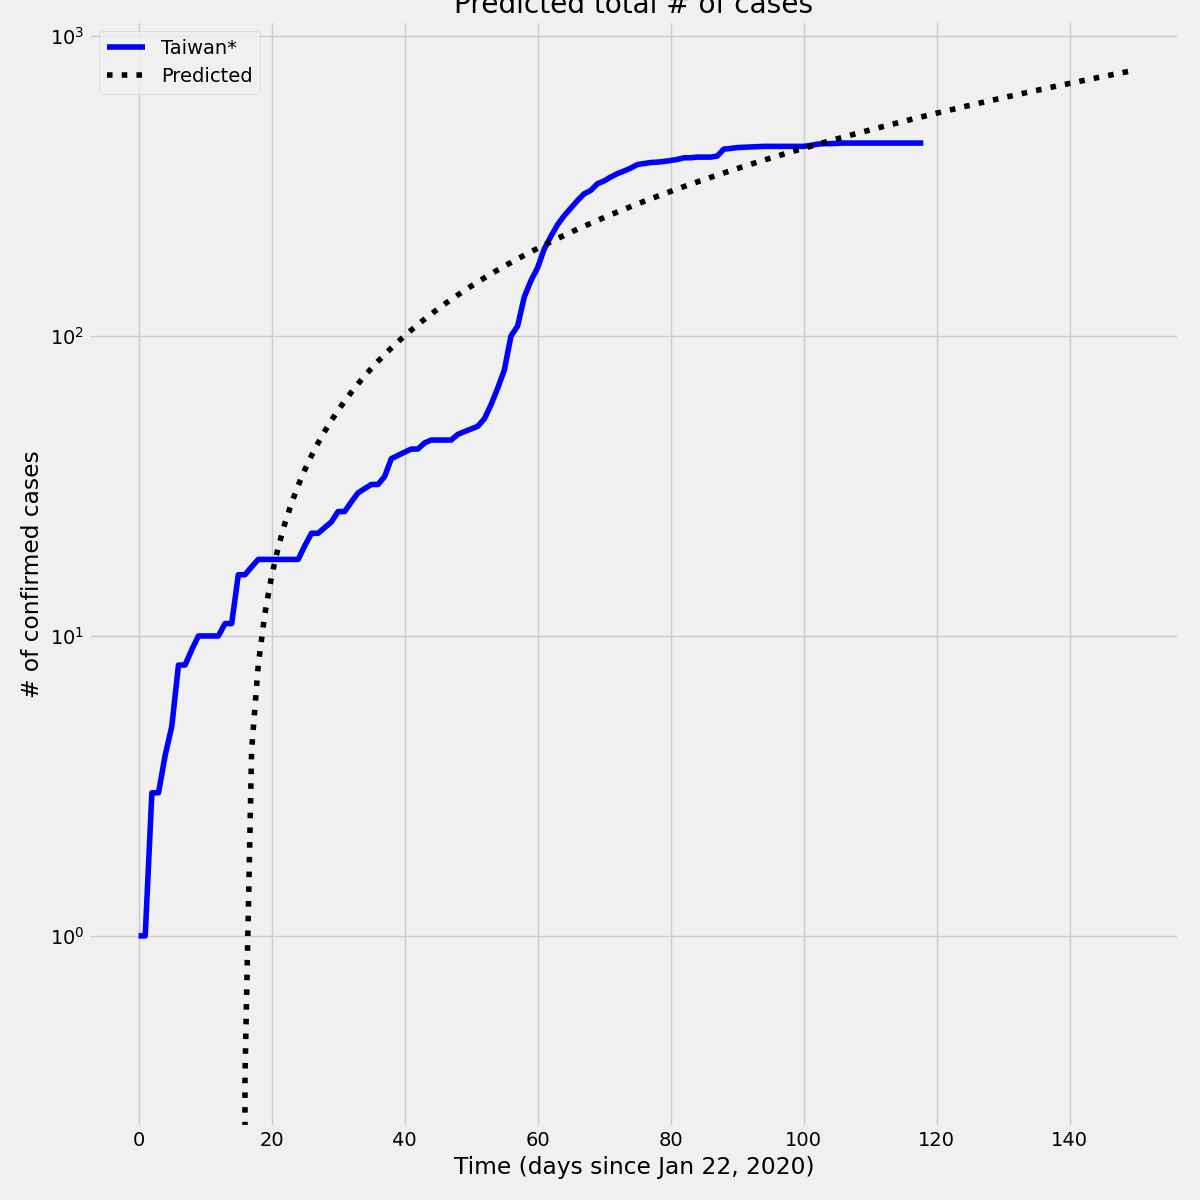 Predicted total # of cases
10³
Taiwan*
Predicted
10²
10¹
10⁰
# of confirmed cases
0 20 40 60 80 100 120 140
Time (days since Jan 22, 2020)